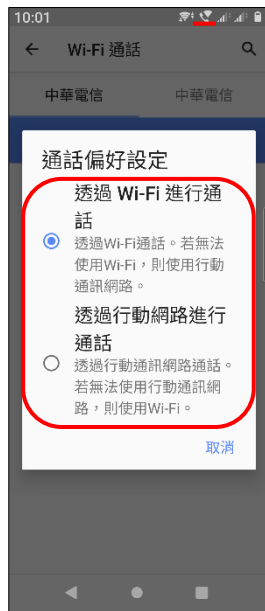 10:01
Wi-Fi 通話
中華電信 中華電信
通話偏好設定
透過 Wi-Fi 進行通
話
透過Wi-Fi通話。若無法
使用Wi-Fi，則使用行動
通訊網路。
透過行動網路進行
通話
透過行動通訊網路通話。
若無法使用行動通訊網
路，則使用Wi-Fi。
取消